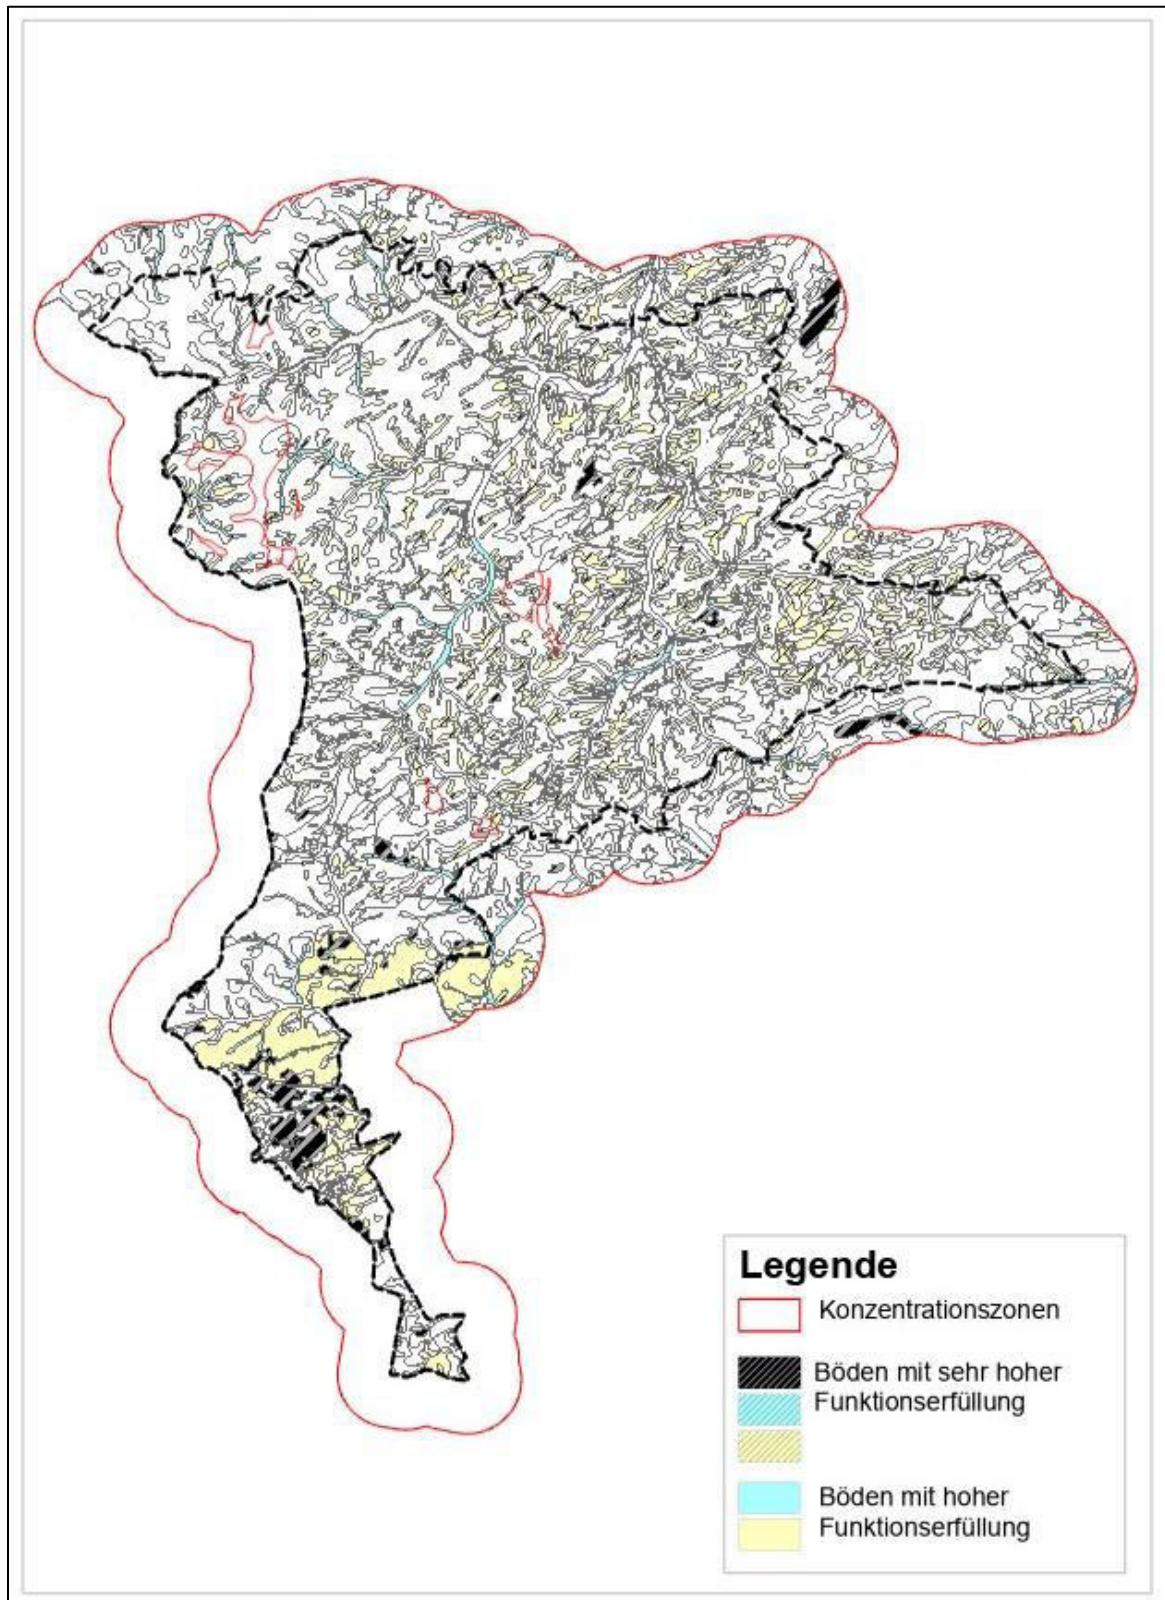 Legende
Konzentrationszonen
Böden mit sehr hoher
Funktionserfüllung
Böden mit hoher
Funktionserfüllung